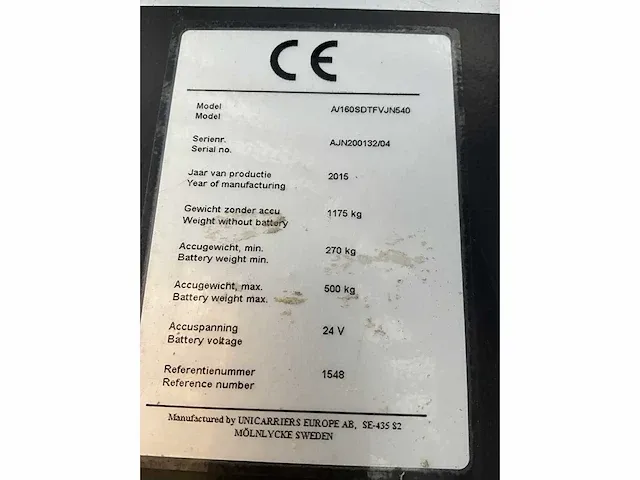 CE
Model A/160SDTFVJN540
Model
Serienr. AJN200132/04
Serial no.
Jaar van productie 2015
Year of manufacturing
Gewicht zonder accu 1175 kg
Weight without battery
Accugewicht, min. 270 kg
Battery weight min.
Accugewicht, max. 500 kg
Battery weight max.
Accuspanning 24 V
Battery voltage
Referentienummer 1548
Reference number
Manufactured by UNICARRIERS EUROPE AB, SE-435 82
MÖLNLYCKE SWEDEN